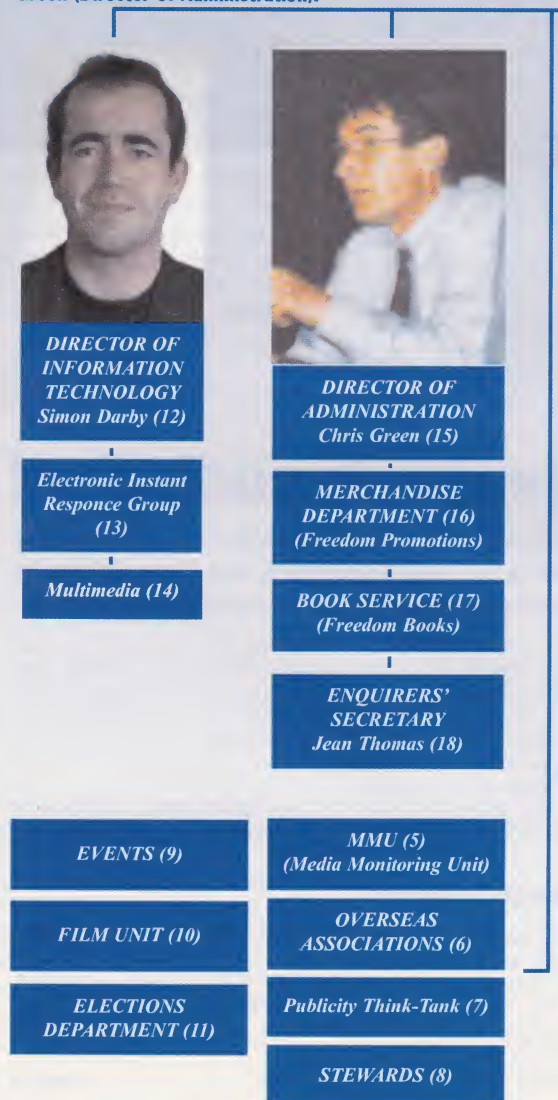 DIRECTOR OF
INFORMATION
TECHNOLOGY
Simon Darby (12)
Electronic Instant
Responce Group
(13)
Multimedia (14)
DIRECTOR OF
ADMINISTRATION
Chris Green (15)
MERCHANDISE
DEPARTMENT (16)
(Freedom Promotions)
BOOK SERVICE (17)
(Freedom Books)
ENQUIRERS'
SECRETARY
Jean Thomas (18)
EVENTS (9)
FILM UNIT (10)
ELECTIONS
DEPARTMENT (11)
MMU (5)
(Media Monitoring Unit)
OVERSEAS
ASSOCIATIONS (6)
Publicity Think-Tank (7)
STEWARDS (8)